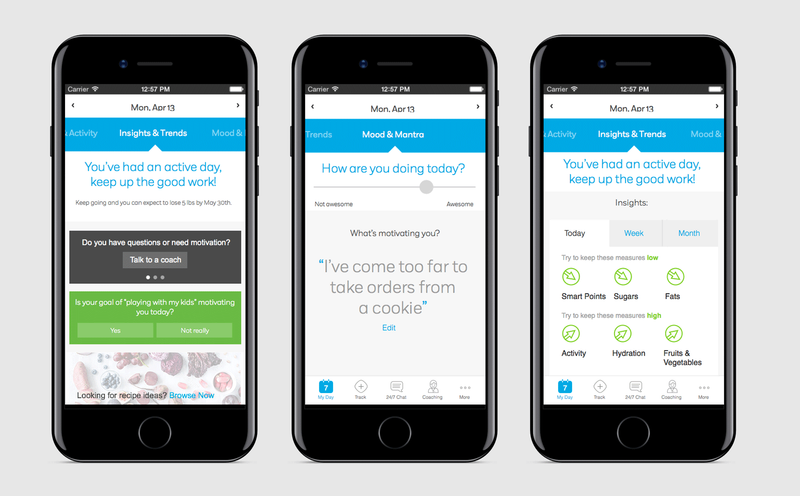 Carrier 12:57 PM
Mon, Apr 13
& Activity Insights & Trends Mood &
You've had an active day,
keep up the good work!
Keep going and you can expect to lose 5 lbs by May 30th.
Do you have questions or need motivation?
Talk to a coach
Is your goal of "playing with my kids" motivating
you today?
Yes Not really
Looking for recipe ideas? Browse Now
Carrier 12:57 PM
Mon, Apr 13
Trends Mood & Mantra
How are you doing today?
Not awesome Awesome
What's motivating you?
“I've come too far to
take orders from
a cookie”
Edit
7
My Day Track 24/7 Chat Coaching More
Carrier 12:57 PM
Mon, Apr 13
& Activity Insights & Trends Mood &
You've had an active day,
keep up the good work!
Insights:
Today Week Month
Try to keep these measures low
Smart Points Sugars Fats
Try to keep these measures high
Activity Hydration Fruits &
Vegetables
7
My Day Track 24/7 Chat Coaching More